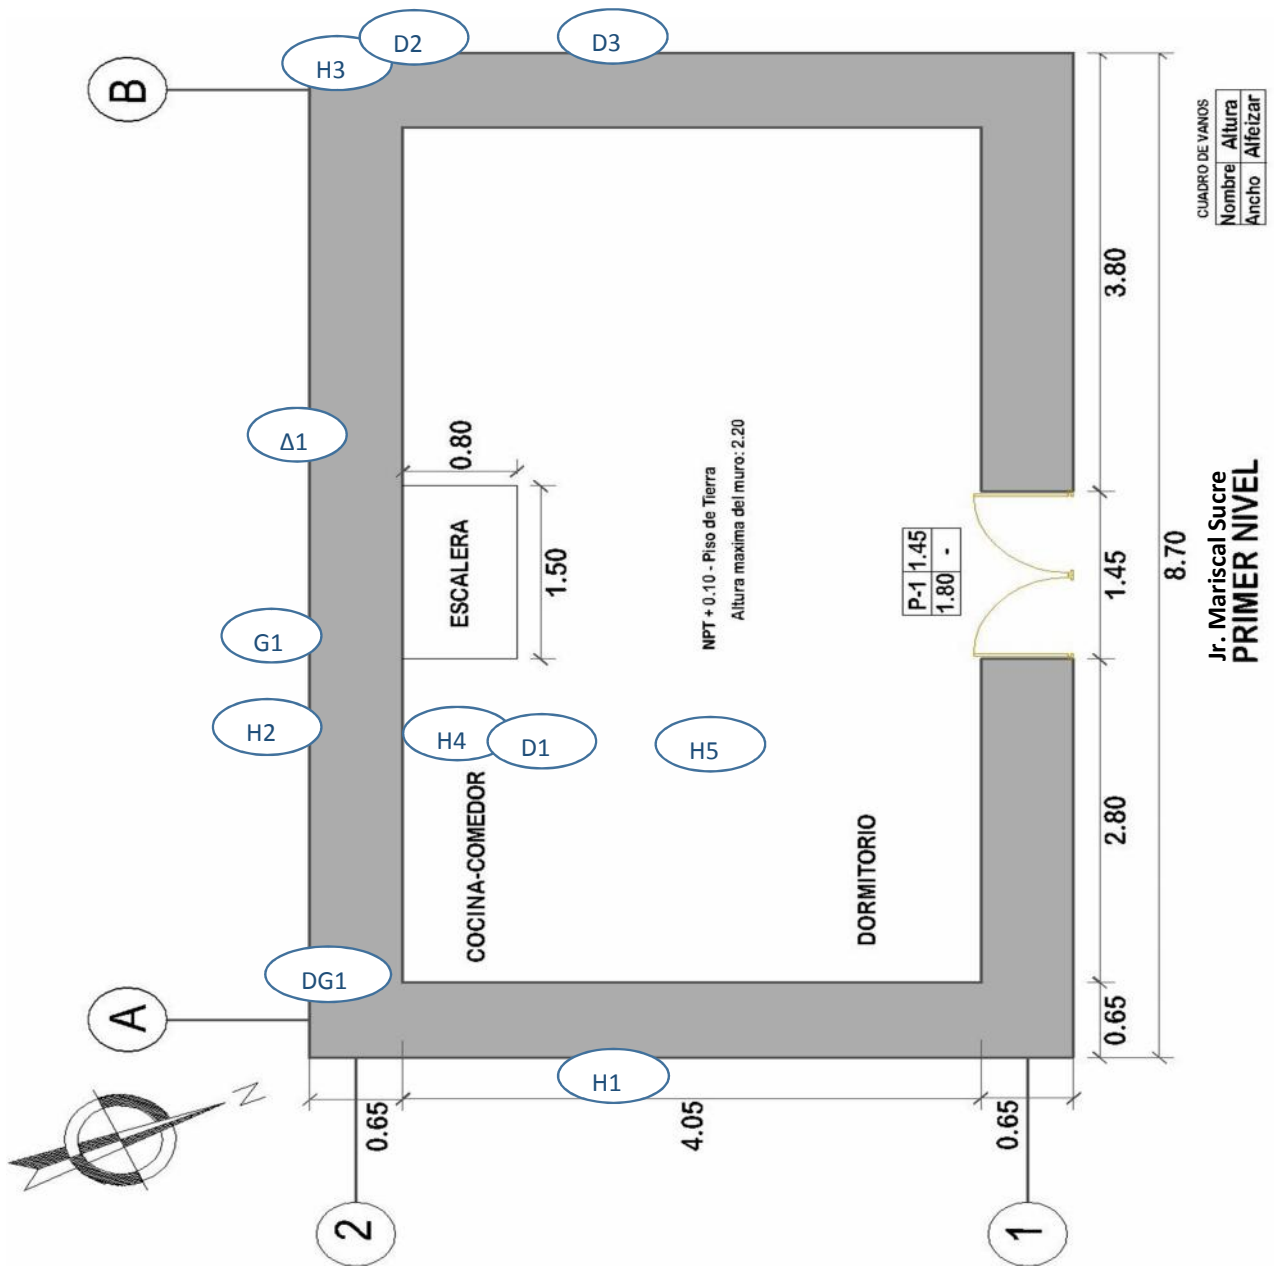 B
H3
D2
D3
CUADRO DE VANOS
Nombre Altura
Ancho Alfeizar
3.80
Δ1
0.80
ESCALERA
1.50
NPT + 0.10 - Piso de Tierra
Altura maxima del muro: 2.20
P-1 1.45
1.80 -
1.45
8.70
Jr. Mariscal Sucre
PRIMER NIVEL
G1
H2
H4
D1
H5
COCINA-COMEDOR
DORMITORIO
2.80
DG1
A
0.65
H1
N
0.65
4.05
0.65
2
1